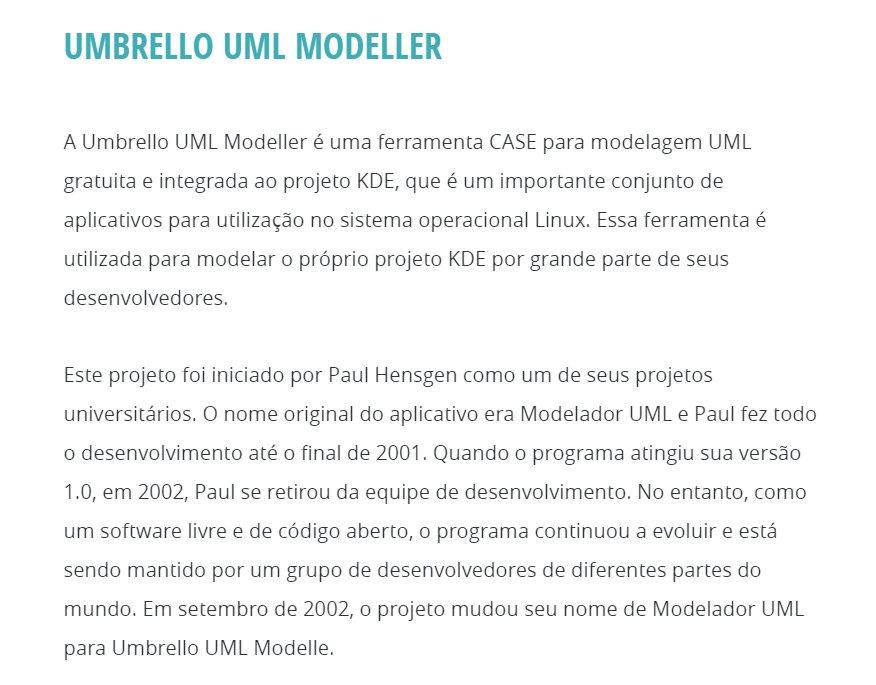 UMBRELLO UML MODELLER
A Umbrello UML Modeller é uma ferramenta CASE para modelagem UML
gratuita e integrada ao projeto KDE, que é um importante conjunto de
aplicativos para utilização no sistema operacional Linux. Essa ferramenta é
utilizada para modelar o próprio projeto KDE por grande parte de seus
desenvolvedores.
Este projeto foi iniciado por Paul Hensgen como um de seus projetos
universitários. O nome original do aplicativo era Modelador UML e Paul fez todo
o desenvolvimento até o final de 2001. Quando o programa atingiu sua versão
1.0, em 2002, Paul se retirou da equipe de desenvolvimento. No entanto, como
um software livre e de código aberto, o programa continuou a evoluir e está
sendo mantido por um grupo de desenvolvedores de diferentes partes do
mundo. Em setembro de 2002, o projeto mudou seu nome de Modelador UML
para Umbrello UML Modelle.